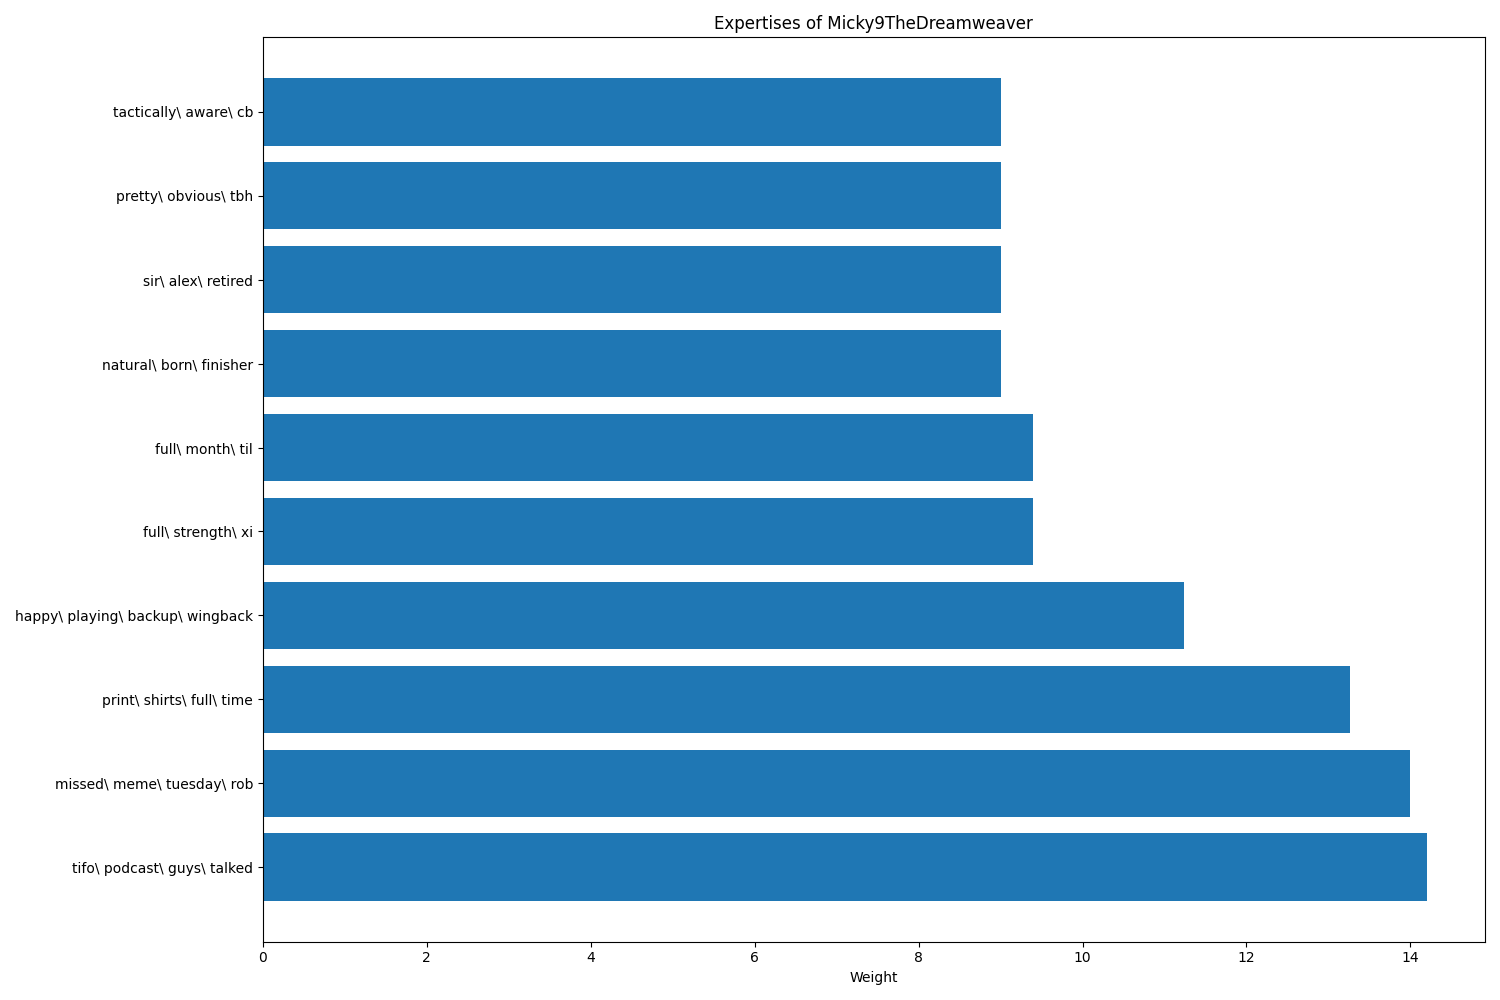 Expertises of Micky9TheDreamweaver
tactically\ aware\ cb
pretty\ obvious\ tbh
sir\ alex\ retired
natural\ born\ finisher
full\ month\ til
full\ strength\ xi
happy\ playing\ backup\ wingback
print\ shirts\ full\ time
missed\ meme\ tuesday\ rob
tifo\ podcast\ guys\ talked
0 2 4 6 8 10 12 14
Weight